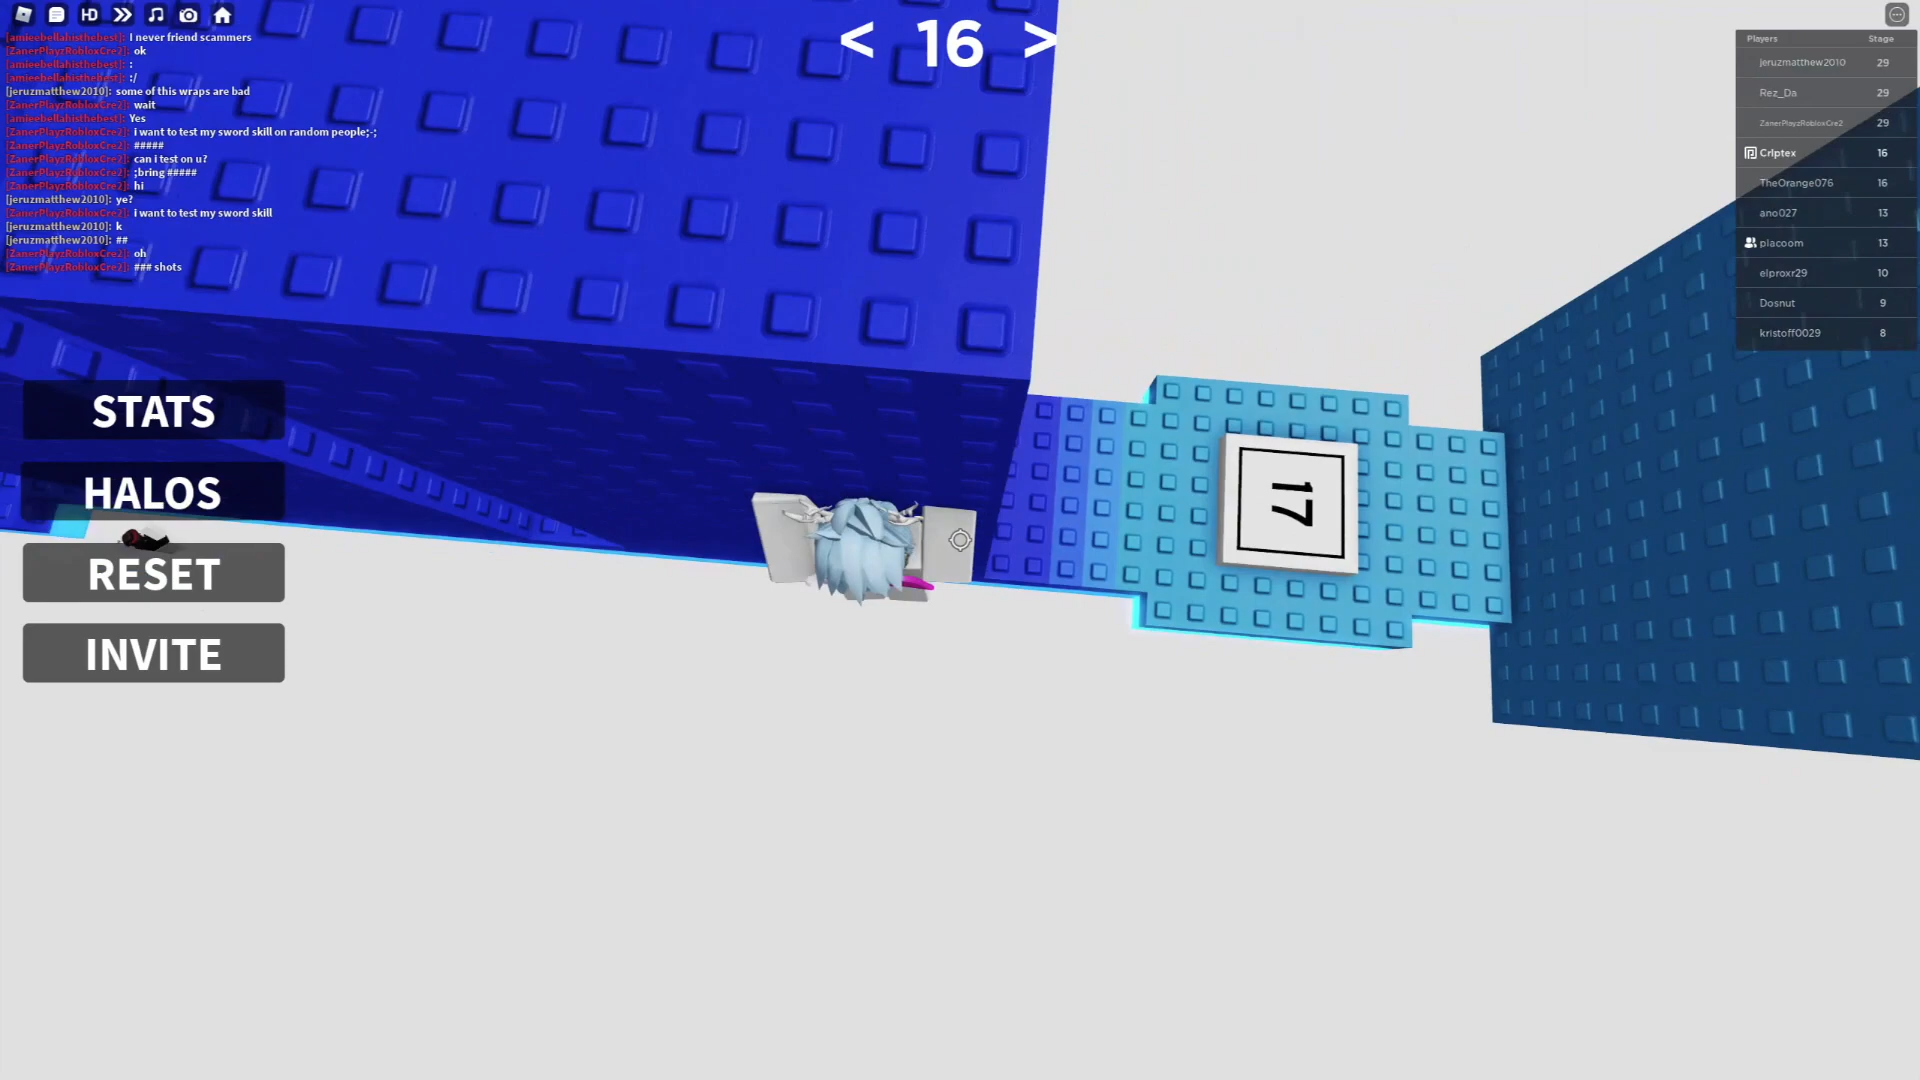 HD
[amieebellahisthebest]: I never friend scammers
[ZanerPlayzRobloxCre2]: ok
[amieebellahisthebest]: :
[amieebellahisthebest]: :/
[jeruzmatthew2010]: some of this wraps are bad
[ZanerPlayzRobloxCre2]: wait
[amieebellahisthebest]: Yes
[ZanerPlayzRobloxCre2]: i want to test my sword skill on random people;-;
[ZanerPlayzRobloxCre2]: #####
[ZanerPlayzRobloxCre2]: can i test on u?
[ZanerPlayzRobloxCre2]: ;bring #####
[ZanerPlayzRobloxCre2]: hi
[jeruzmatthew2010]: ye?
[ZanerPlayzRobloxCre2]: i want to test my sword skill
[jeruzmatthew2010]: k
[jeruzmatthew2010]: ##
[ZanerPlayzRobloxCre2]: oh
[ZanerPlayzRobloxCre2]: ### shots
< 16 >
Players Stage
jeruzmatthew2010 29
Rez_Da 29
ZanerPlayzRobloxCre2 29
Cr1ptex 16
TheOrange076 16
ano027 13
placoom 13
elproxr29 10
Dosnut 9
kristoff0029 8
STATS
HALOS
RESET
INVITE
17